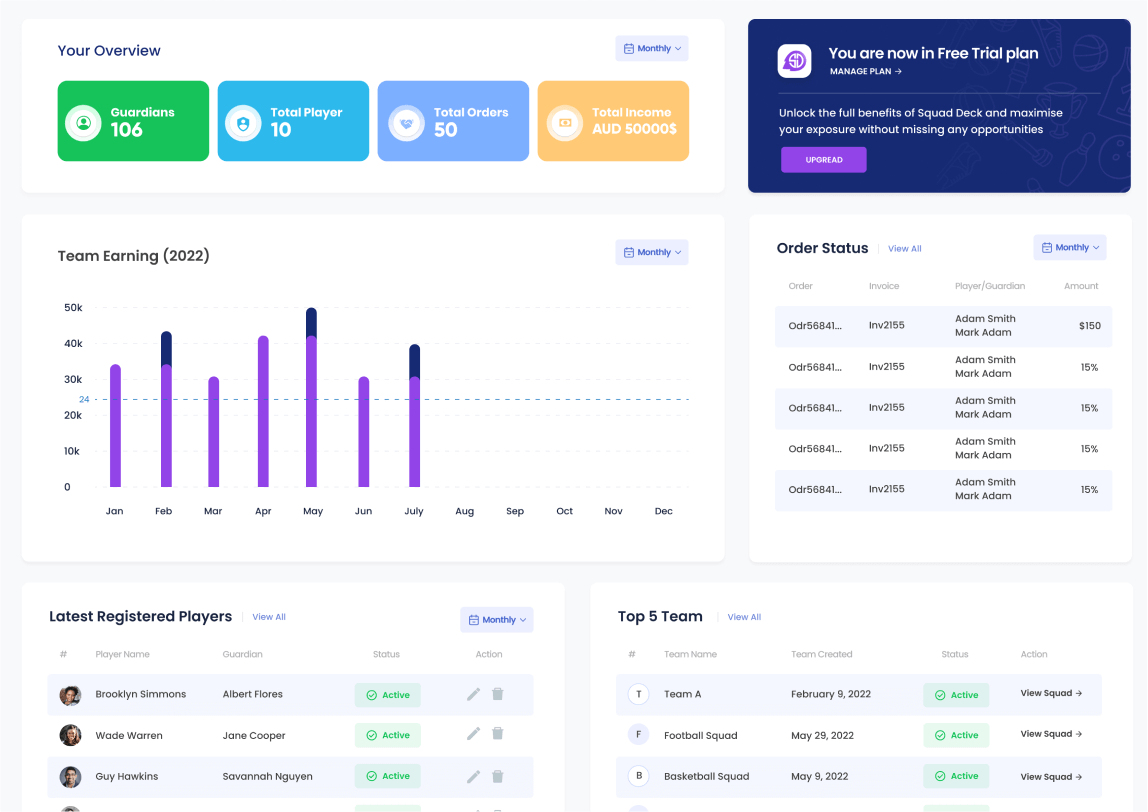 Your Overview
Monthly
Guardians
106
Total Player
10
Total Orders
50
Total Income
AUD 50000$
You are now in Free Trial plan
MANAGE PLAN →
Unlock the full benefits of Squad Deck and maximise
your exposure without missing any opportunities
UPGREAD
Team Earning (2022)
Monthly
50k
40k
30k
24
20k
10k
0
Jan Feb Mar Apr May Jun July Aug Sep Oct Nov Dec
Order Status View All Monthly
Order Invoice Player/Guardian Amount
Odr56841... Inv2155 Adam Smith $150
Mark Adam
Odr56841... Inv2155 Adam Smith 15%
Mark Adam
Odr56841... Inv2155 Adam Smith 15%
Mark Adam
Odr56841... Inv2155 Adam Smith 15%
Mark Adam
Odr56841... Inv2155 Adam Smith 15%
Mark Adam
Latest Registered Players View All Monthly
# Player Name Guardian Status Action
Brooklyn Simmons Albert Flores Active
Wade Warren Jane Cooper Active
Guy Hawkins Savannah Nguyen Active
Top 5 Team View All
# Team Name Team Created Status Action
T Team A February 9, 2022 Active View Squad →
F Football Squad May 29, 2022 Active View Squad →
B Basketball Squad May 9, 2022 Active View Squad →